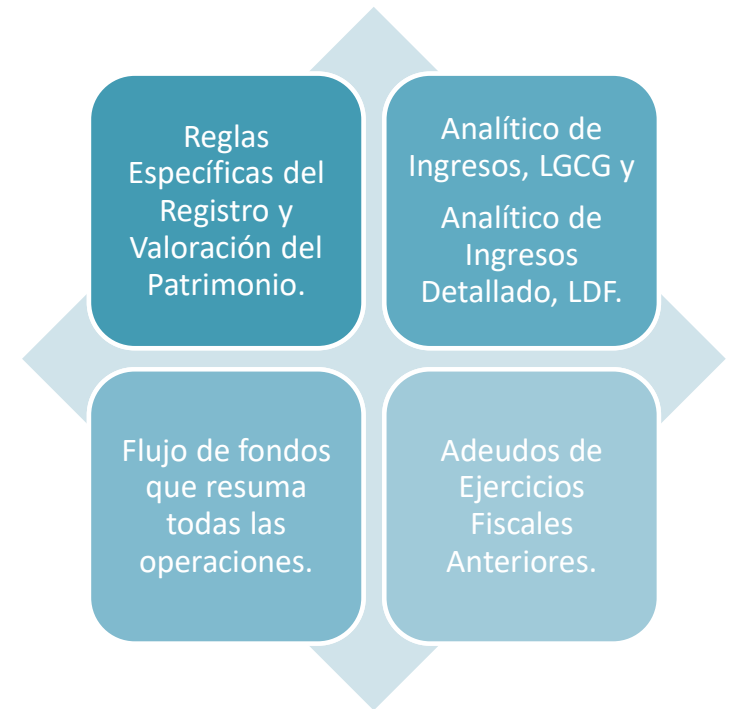 Reglas
Específicas del
Registro y
Valoración del
Patrimonio.
Analítico de
Ingresos, LGCG y
Analítico de
Ingresos
Detallado, LDF.
Flujo de fondos
que resuma
todas las
operaciones.
Adeudos de
Ejercicios
Fiscales
Anteriores.